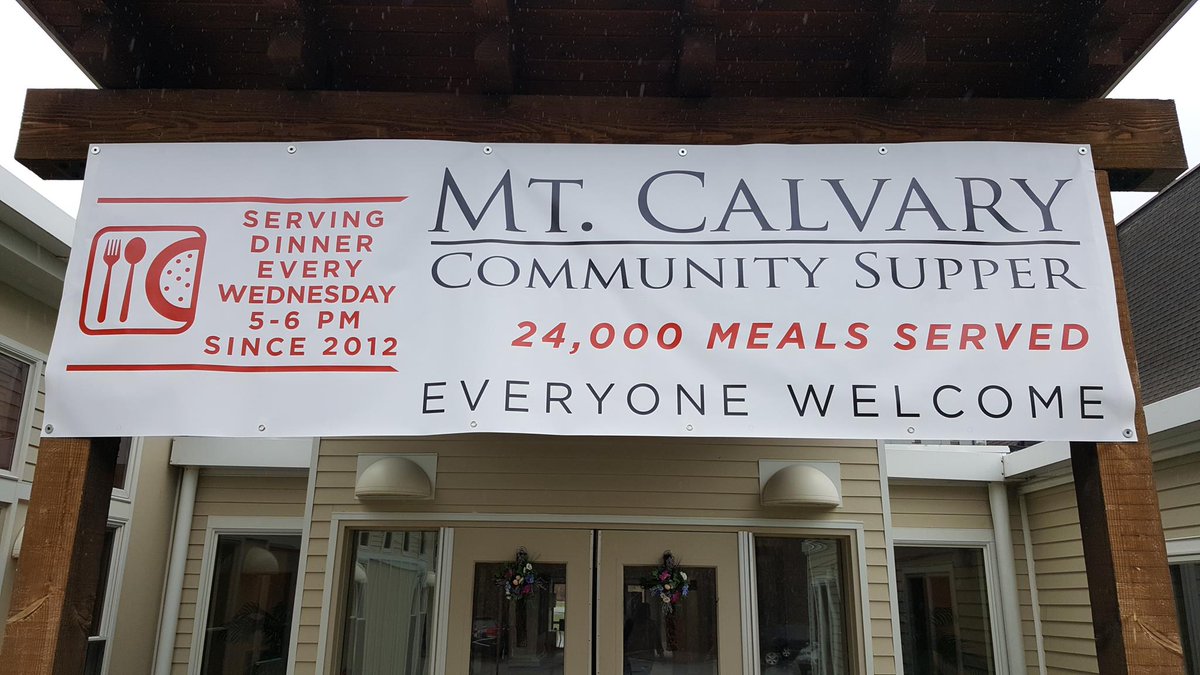 SERVING
DINNER
EVERY
WEDNESDAY
5-6 PM
SINCE 2012
MT. CALVARY
COMMUNITY SUPPER
24,000 MEALS SERVED
EVERYONE WELCOME